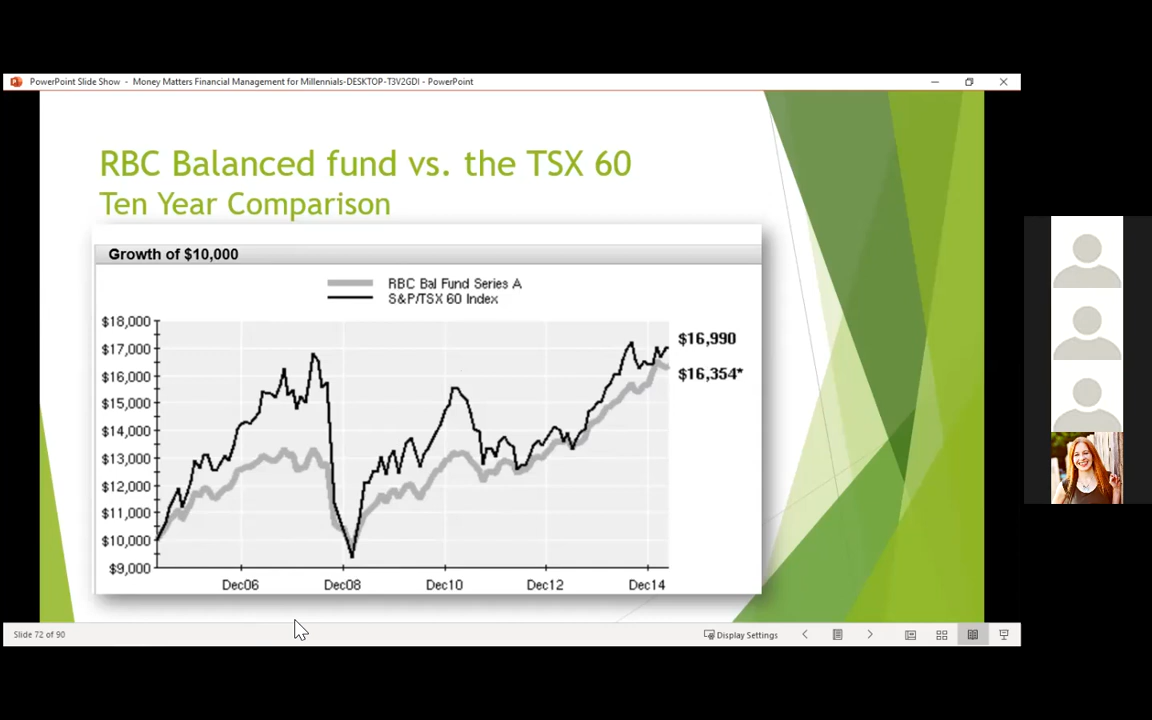 PowerPoint Slide Show - Money Matters Financial Management for Millennials-DESKTOP-T3V2GDI - PowerPoint
RBC Balanced fund vs. the TSX 60
Ten Year Comparison
Growth of $10,000
RBC Bal Fund Series A
S&P/TSX 60 Index
$18,000
$17,000
$16,000
$15,000
$14,000
$13,000
$12,000
$11,000
$10,000
$9,000
$16,990
$16,354*
Dec06 Dec08 Dec10 Dec12 Dec14
Slide 72 of 90
Display Settings